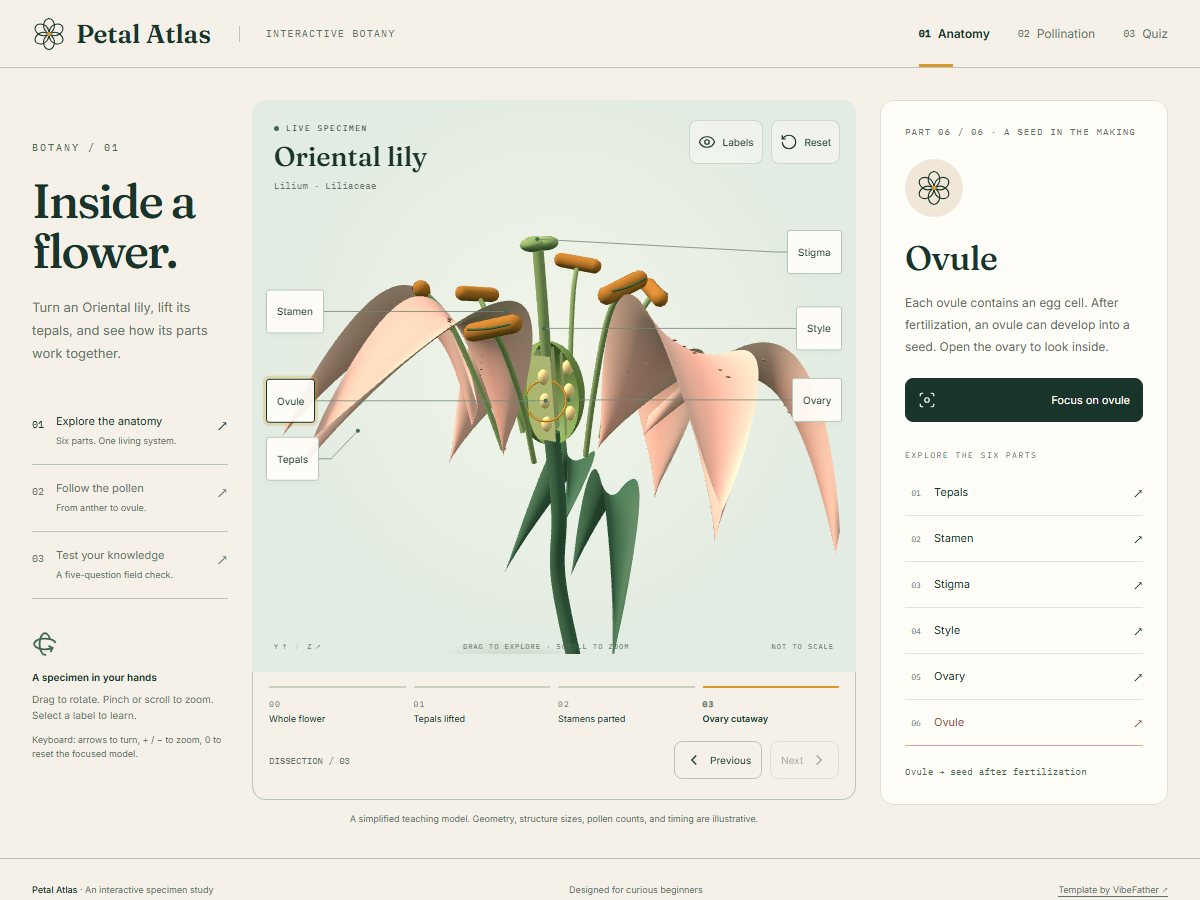 Petal Atlas
INTERACTIVE BOTANY
01 Anatomy
02 Pollination
03 Quiz
BOTANY / 01
Inside a
flower.
Turn an Oriental lily, lift its
tepals, and see how its parts
work together.
01 Explore the anatomy ↗
Six parts. One living system.
02 Follow the pollen ↗
From anther to ovule.
03 Test your knowledge ↗
A five-question field check.
A specimen in your hands
Drag to rotate. Pinch or scroll to zoom.
Select a label to learn.
Keyboard: arrows to turn, + / − to zoom, 0 to
reset the focused model.
LIVE SPECIMEN
Oriental lily
Lilium · Liliaceae
Labels
Reset
Stigma
Stamen
Style
Ovule
Ovary
Tepals
Y ↑ / Z ↗
DRAG TO EXPLORE · SCROLL TO ZOOM
NOT TO SCALE
00
Whole flower
01
Tepals lifted
02
Stamens parted
03
Ovary cutaway
DISSECTION / 03
Previous
Next
A simplified teaching model. Geometry, structure sizes, pollen counts, and timing are illustrative.
PART 06 / 06 · A SEED IN THE MAKING
Ovule
Each ovule contains an egg cell. After
fertilization, an ovule can develop into a
seed. Open the ovary to look inside.
Focus on ovule
EXPLORE THE SIX PARTS
01 Tepals ↗
02 Stamen ↗
03 Stigma ↗
04 Style ↗
05 Ovary ↗
06 Ovule ↗
Ovule → seed after fertilization
Petal Atlas · An interactive specimen study
Designed for curious beginners
Template by VibeFather ↗